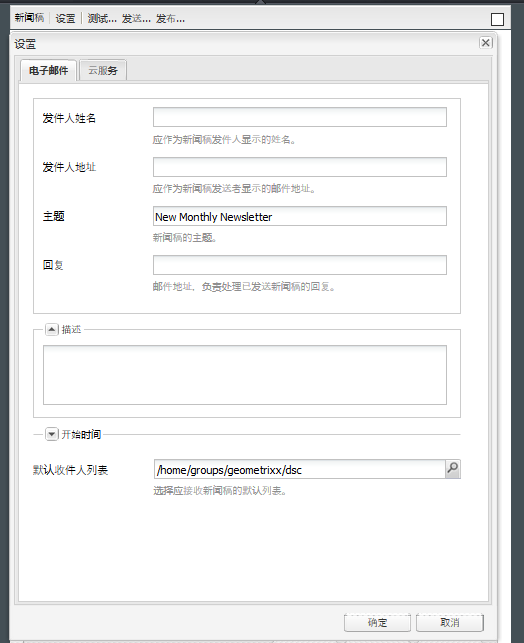 新闻稿 设置 测试... 发送... 发布...
设置
电子邮件 云服务
发件人姓名
应作为新闻稿发件人显示的姓名。
发件人地址
应作为新闻稿发送者显示的邮件地址。
主题 New Monthly Newsletter
新闻稿的主题。
回复
邮件地址，负责处理已发送新闻稿的回复。
描述
开始时间
默认收件人列表 /home/groups/geometrixx/dsc
选择应接收新闻稿的默认列表。
确定 取消